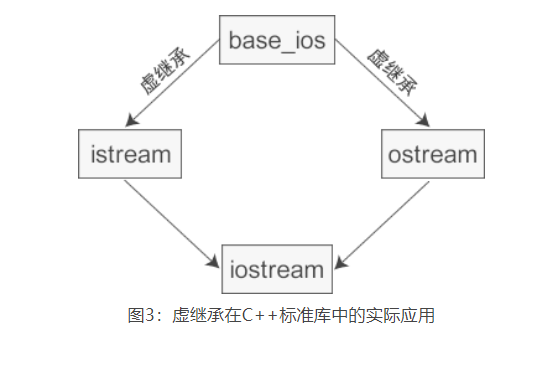 base_ios
虚继承
虚继承
istream
ostream
iostream
图3：虚继承在C++标准库中的实际应用